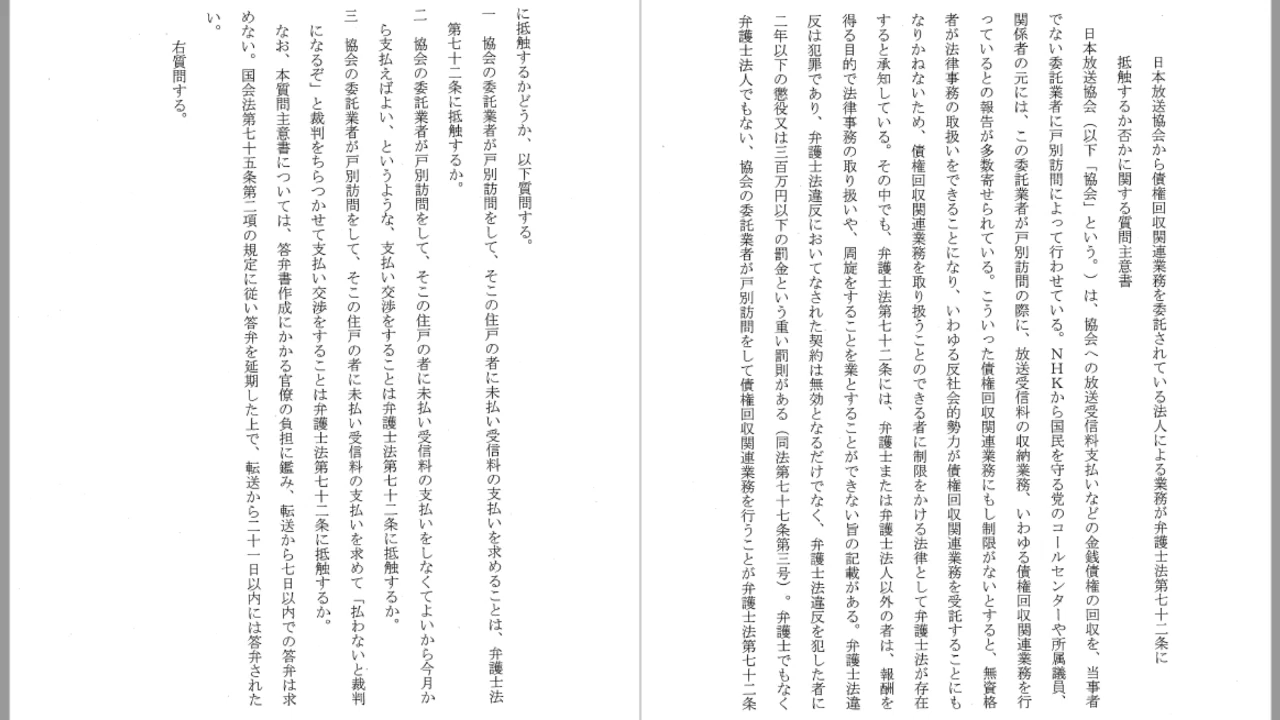 日本放送協会から債権回収関連業務を委託されている法人による業務が弁護士法第七十二条に
抵触するか否かに関する質問主意書
日本放送協会（以下「協会」という。）は、協会への放送受信料支払いなどの金銭債権の回収を、当事者
でない委託業者に戸別訪問によって行わせている。NHKから国民を守る党のコールセンターや所属議員、
関係者の元には、この委託業者が戸別訪問の際に、放送受信料の収納業務、いわゆる債権回収関連業務を行
っているとの報告が多数寄せられている。こういった債権回収関連業務にもし制限がないとすると、無資格
者が法律事務の取扱いをできることになり、いわゆる反社会的勢力が債権回収関連業務を受託することにも
なりかねないため、債権回収関連業務を取り扱うことのできる者に制限をかける法律として弁護士法が存在
すると承知している。その中でも、弁護士法第七十二条には、弁護士または弁護士法人以外の者は、報酬を
得る目的で法律事務の取り扱いや、周旋をすることを業とすることができない旨の記載がある。弁護士法違
反は犯罪であり、弁護士法違反においてなされた契約は無効となるだけでなく、弁護士法違反を犯した者に
二年以下の懲役又は三百万円以下の罰金という重い罰則がある（同法第七十七条第三号）。弁護士でもなく
弁護士法人でもない、協会の委託業者が戸別訪問をして債権回収関連業務を行うことが弁護士法第七十二条
に抵触するかどうか、以下質問する。
一　協会の委託業者が戸別訪問をして、そこの住戸の者に未払い受信料の支払いを求めることは、弁護士法
第七十二条に抵触するか。
二　協会の委託業者が戸別訪問をして、そこの住戸の者に未払い受信料の支払いをしなくてよいから今月か
ら支払えばよい、というような、支払い交渉をすることは弁護士法第七十二条に抵触するか。
三　協会の委託業者が戸別訪問をして、そこの住戸の者に未払い受信料の支払いを求めて「払わないと裁判
になるぞ」と裁判をちらつかせて支払い交渉をすることは弁護士法第七十二条に抵触するか。
なお、本質問主意書については、答弁書作成にかかる官僚の負担に鑑み、転送から七日以内での答弁は求
めない。国会法第七十五条第二項の規定に従い答弁を延期した上で、転送から二十一日以内には答弁された
い。
右質問する。